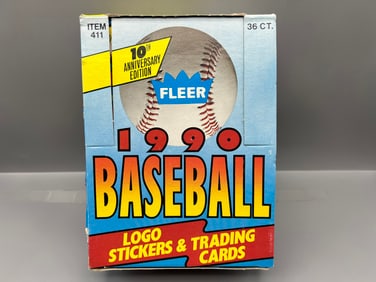 ITEM
411
36 CT.
10TH
ANNIVERSARY
EDITION
FLEER
1990
BASEBALL
LOGO
STICKERS & TRADING
CARDS